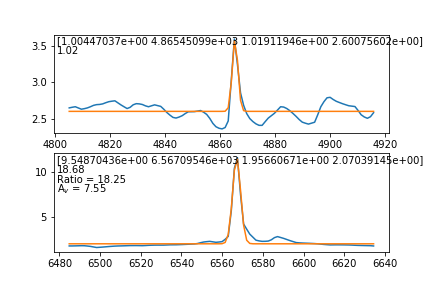 [1.00447037e+00 4.86545099e+03 1.01911946e+00 2.60075602e+00]
1.02
3.5
3.0
2.5
4800 4820 4840 4860 4880 4900 4920
[9.54870436e+00 6.56709546e+03 1.95660671e+00 2.07039145e+00]
18.68
Ratio = 18.25
Av = 7.55
10
5
6480 6500 6520 6540 6560 6580 6600 6620 6640